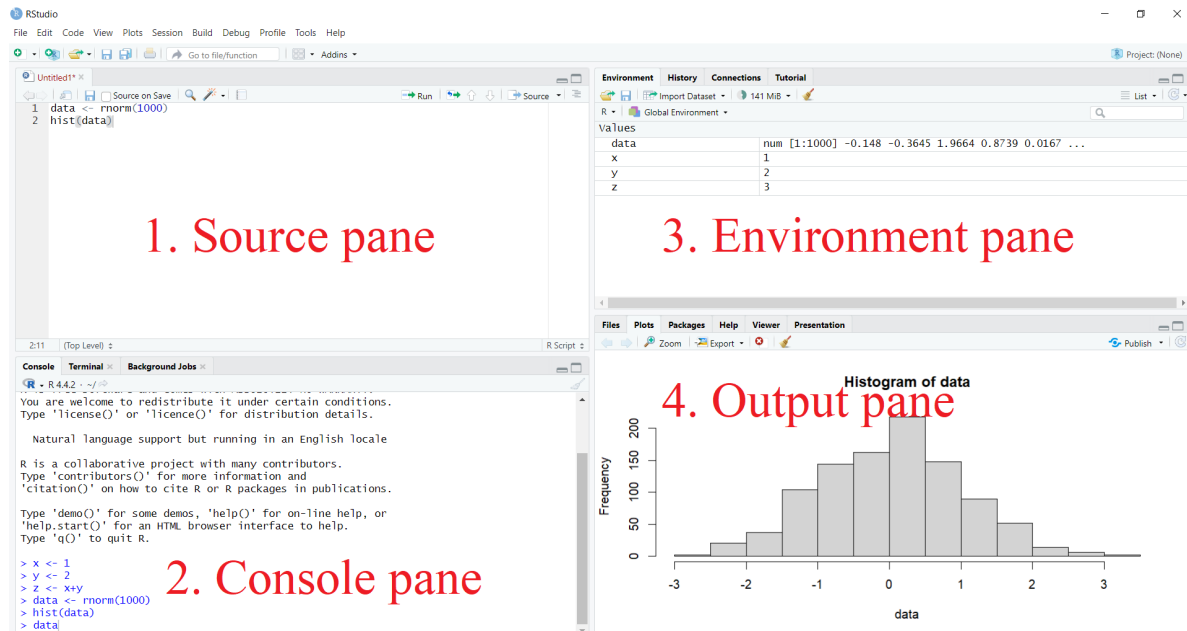 RStudio
File Edit Code View Plots Session Build Debug Profile Tools Help
Go to file/function Addins Project: (None)
Untitled1*
Source on Save Run Source
1 data <- rnorm(1000)
2 hist(data)
1. Source pane
2:11 (Top Level) R Script
Console Terminal Background Jobs
R R 4.4.2 · ~/
You are welcome to redistribute it under certain conditions.
Type 'license()' or 'licence()' for distribution details.
Natural language support but running in an English locale
R is a collaborative project with many contributors.
Type 'contributors()' for more information and
'citation()' on how to cite R or R packages in publications.
Type 'demo()' for some demos, 'help()' for on-line help, or
'help.start()' for an HTML browser interface to help.
Type 'q()' to quit R.
> x <- 1
> y <- 2
> z <- x+y
> data <- rnorm(1000)
> hist(data)
> data
2. Console pane
Environment History Connections Tutorial
Import Dataset 141 MiB List
R Global Environment
Values
data num [1:1000] -0.148 -0.3645 1.9664 0.8739 0.0167 ...
x 1
y 2
z 3
3. Environment pane
Files Plots Packages Help Viewer Presentation
Zoom Export Publish
Histogram of data
4. Output pane
Frequency
200
150
100
50
0
-3 -2 -1 0 1 2 3
data